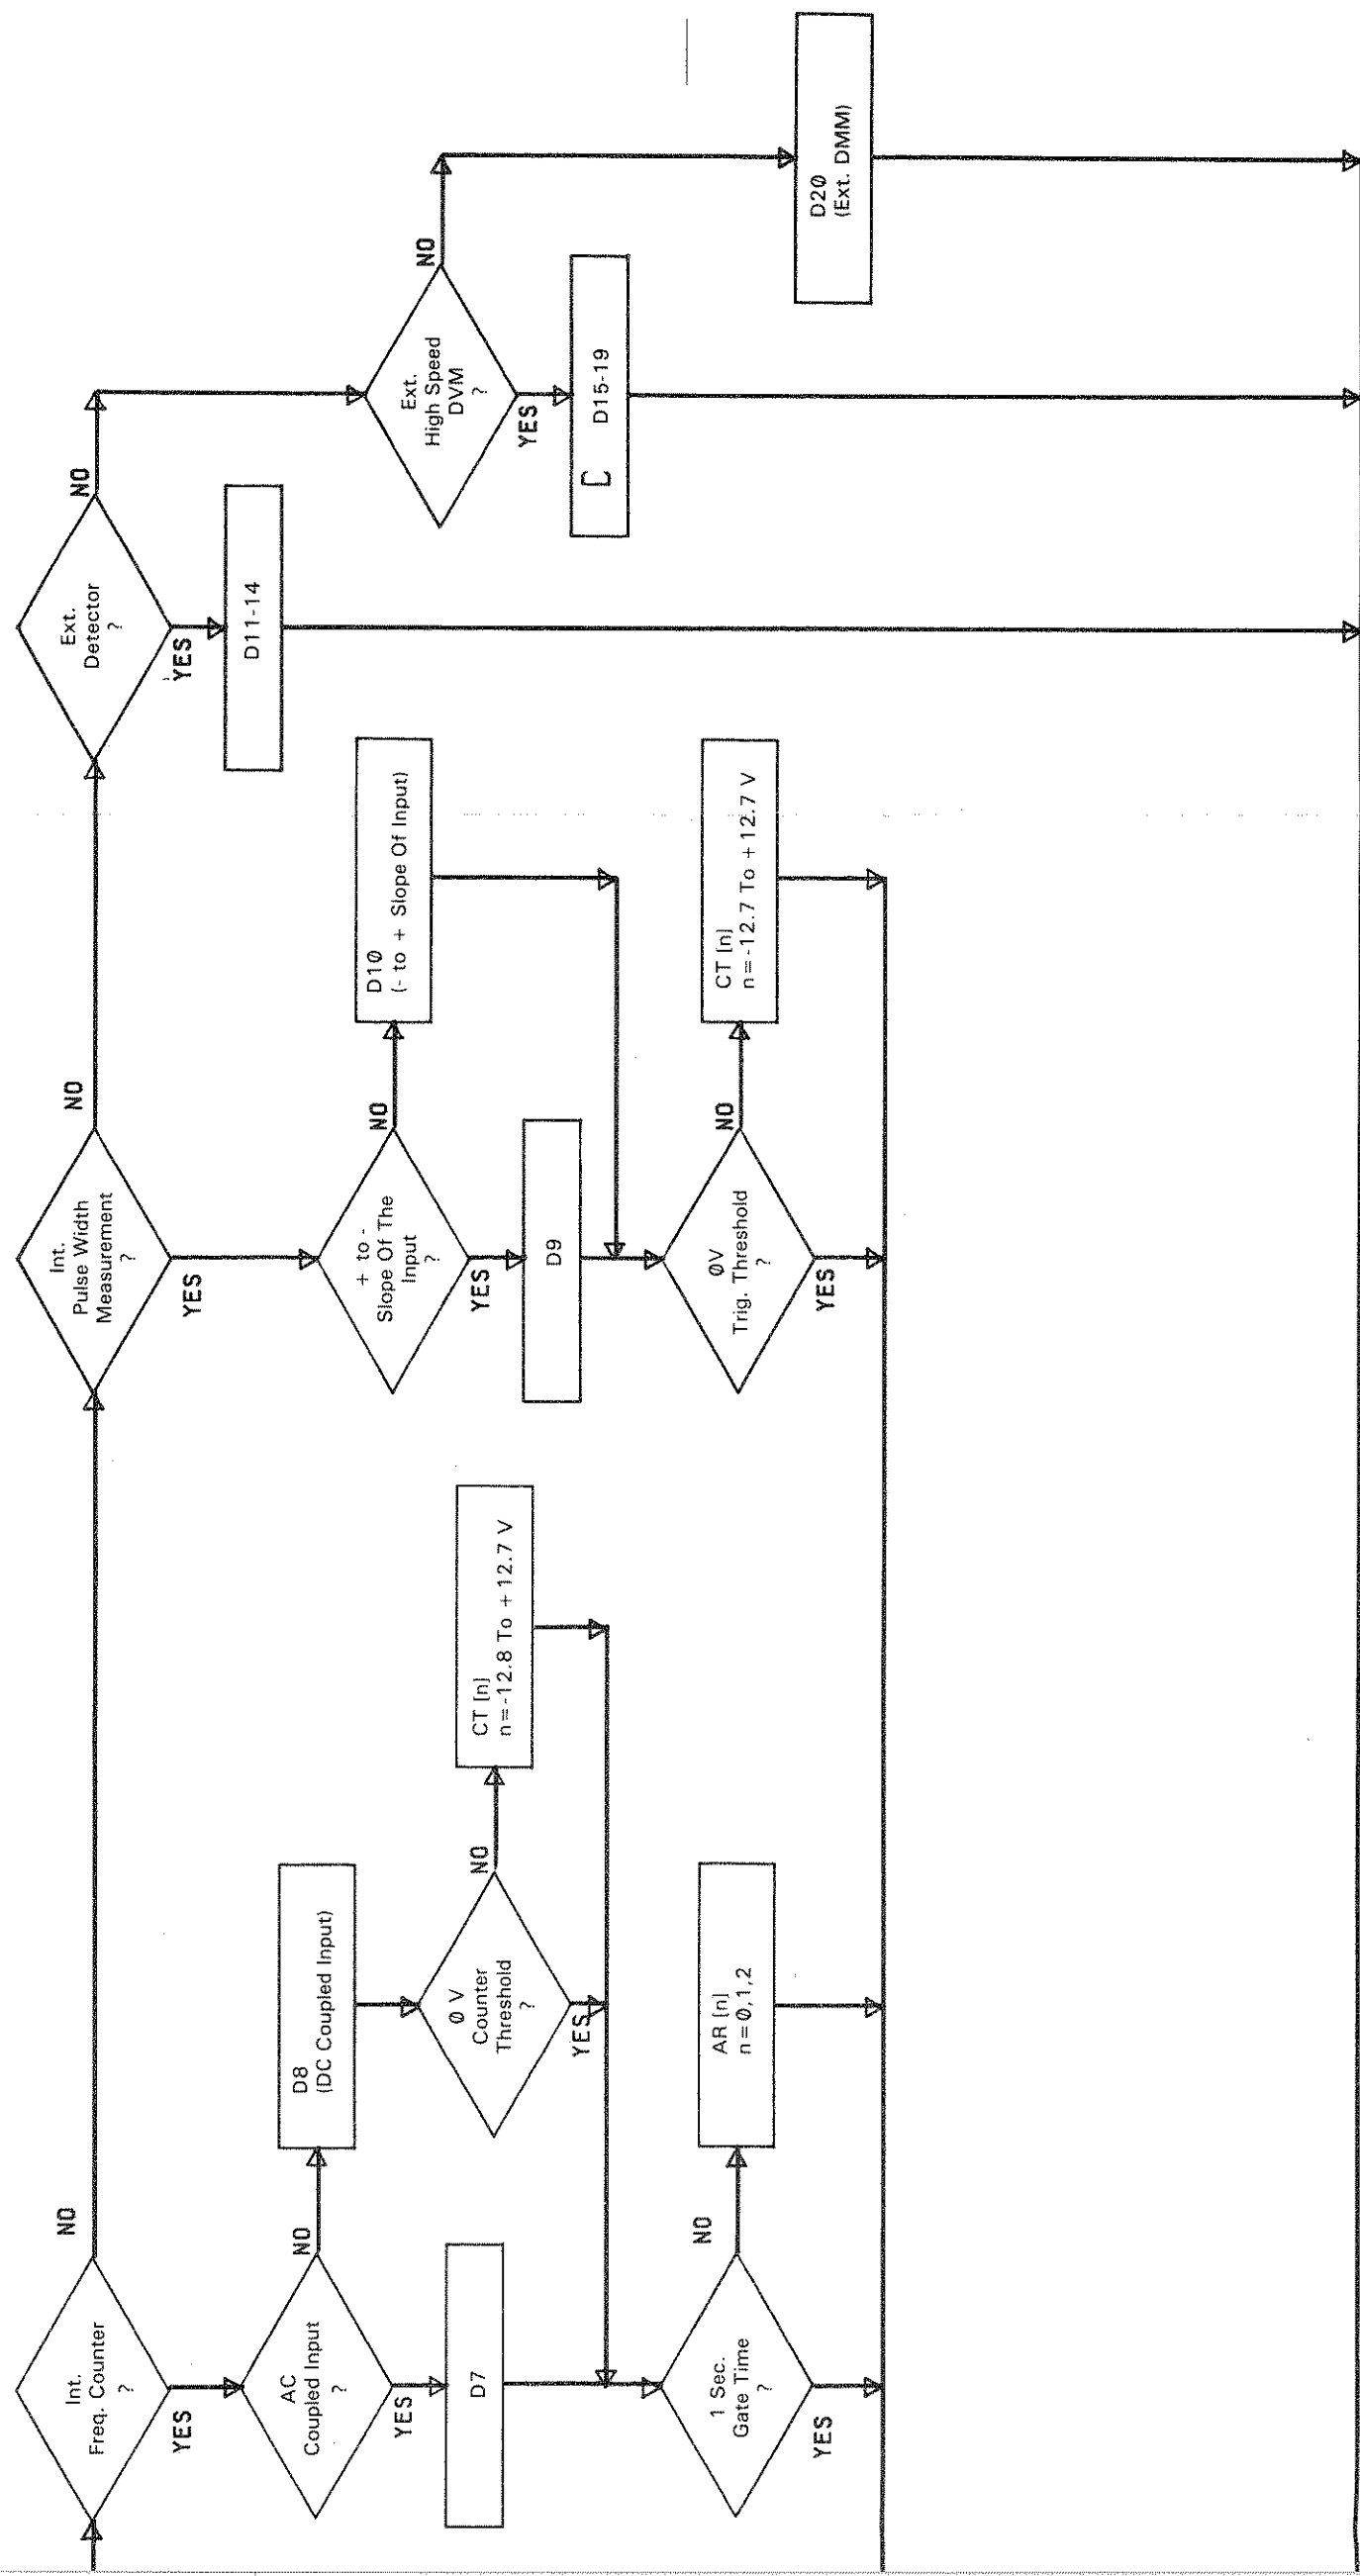 Int.
Freq. Counter
?
NO
YES
AC
Coupled Input
?
NO
YES
D8
(DC Coupled Input)
D7
Ø V
Counter
Threshold
?
NO
YES
CT [n]
n=-12.8 To +12.7 V
1 Sec.
Gate Time
?
NO
YES
AR [n]
n=Ø,1,2
Int.
Pulse Width
Measurement
?
NO
YES
+ to -
Slope Of The
Input
?
NO
YES
D1Ø
(- to + Slope Of Input)
D9
ØV
Trig. Threshold
?
NO
YES
CT [n]
n=-12.7 To +12.7 V
Ext.
Detector
?
NO
YES
D11-14
Ext.
High Speed
DVM
?
NO
YES
D15-19
D2Ø
(Ext. DMM)